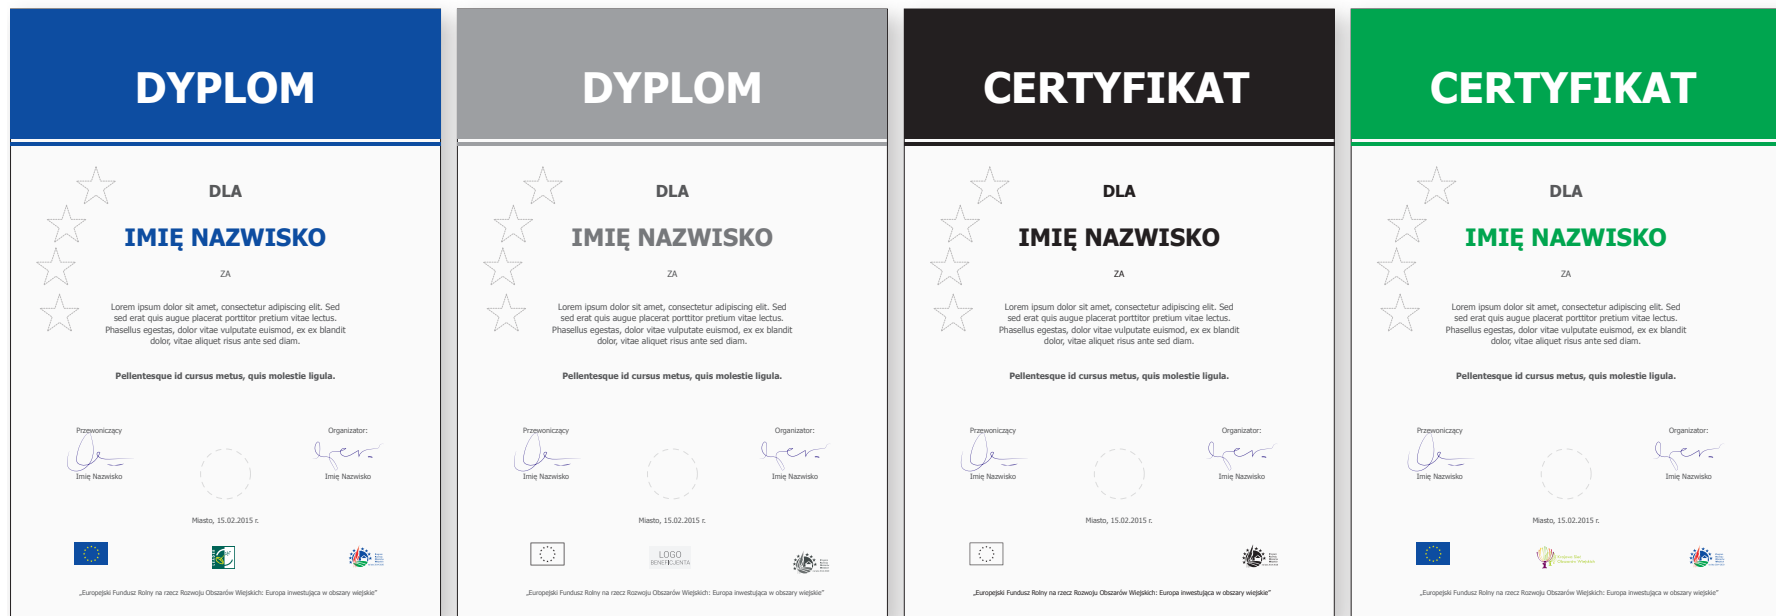 DYPLOM
DLA
IMIĘ NAZWISKO
ZA
Lorem ipsum dolor sit amet, consectetur adipiscing elit. Sed
sed erat quis augue placerat porttitor pretium vitae lectus.
Phasellus egestas, dolor vitae vulputate euismod, ex ex blandit
dolor, vitae aliquet risus ante sed diam.
Pellentesque id cursus metus, quis molestie ligula.
Przewoniczący
Organizator:
Imię Nazwisko
Imię Nazwisko
Miasto, 15.02.2015 r.
„Europejski Fundusz Rolny na rzecz Rozwoju Obszarów Wiejskich: Europa inwestująca w obszary wiejskie”
DYPLOM
DLA
IMIĘ NAZWISKO
ZA
Lorem ipsum dolor sit amet, consectetur adipiscing elit. Sed
sed erat quis augue placerat porttitor pretium vitae lectus.
Phasellus egestas, dolor vitae vulputate euismod, ex ex blandit
dolor, vitae aliquet risus ante sed diam.
Pellentesque id cursus metus, quis molestie ligula.
Przewoniczący
Organizator:
Imię Nazwisko
Imię Nazwisko
Miasto, 15.02.2015 r.
LOGO
BENEFICJENTA
„Europejski Fundusz Rolny na rzecz Rozwoju Obszarów Wiejskich: Europa inwestująca w obszary wiejskie”
CERTYFIKAT
DLA
IMIĘ NAZWISKO
ZA
Lorem ipsum dolor sit amet, consectetur adipiscing elit. Sed
sed erat quis augue placerat porttitor pretium vitae lectus.
Phasellus egestas, dolor vitae vulputate euismod, ex ex blandit
dolor, vitae aliquet risus ante sed diam.
Pellentesque id cursus metus, quis molestie ligula.
Przewoniczący
Organizator:
Imię Nazwisko
Imię Nazwisko
Miasto, 15.02.2015 r.
„Europejski Fundusz Rolny na rzecz Rozwoju Obszarów Wiejskich: Europa inwestująca w obszary wiejskie”
CERTYFIKAT
DLA
IMIĘ NAZWISKO
ZA
Lorem ipsum dolor sit amet, consectetur adipiscing elit. Sed
sed erat quis augue placerat porttitor pretium vitae lectus.
Phasellus egestas, dolor vitae vulputate euismod, ex ex blandit
dolor, vitae aliquet risus ante sed diam.
Pellentesque id cursus metus, quis molestie ligula.
Przewoniczący
Organizator:
Imię Nazwisko
Imię Nazwisko
Miasto, 15.02.2015 r.
Krajowa Sieć
Obszarów Wiejskich
„Europejski Fundusz Rolny na rzecz Rozwoju Obszarów Wiejskich: Europa inwestująca w obszary wiejskie”